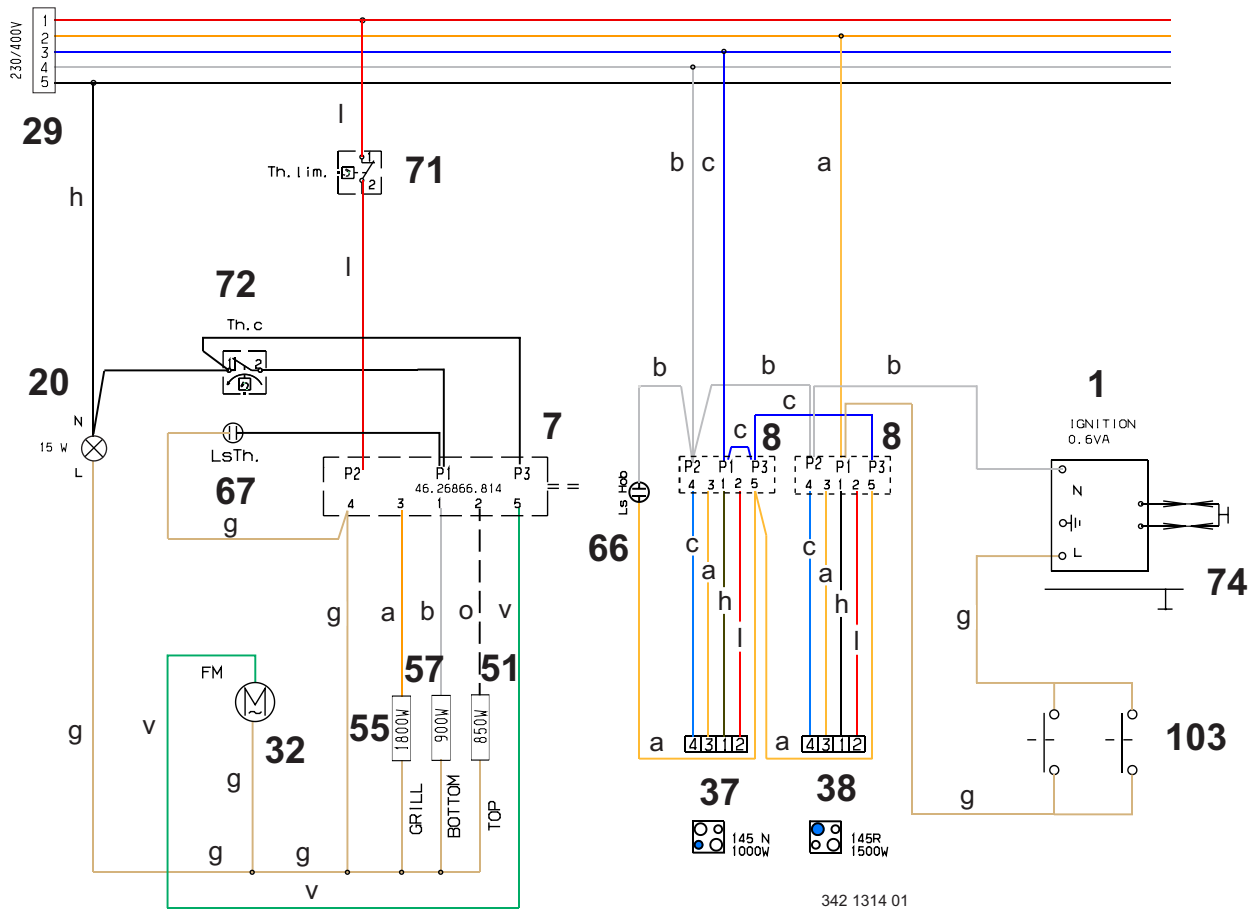 230/400V
1
2
3
4
5
29
h
l
Th. lim.
1
2
71
l
b
c
a
72
Th. c
1
2
20
N
15 W
L
LsTh.
67
g
7
P2
P1
P3
46.26866.814
4
3
1
2
5
= =
b
b
b
c
c
8
8
Ls Hob
66
P2
P1
P3
4
3
1
2
5
P2
P1
P3
4
3
1
2
5
1
IGNITION
0.6VA
N
L
74
g
a
b
o
v
c
a
h
l
c
a
h
l
g
FM
M
~
32
v
g
g
55
1800W
57
900W
51
850W
GRILL
BOTTOM
TOP
a
4
3
1
2
a
4
3
1
2
37
38
145 N
1000W
145R
1500W
103
g
g
g
v
342 1314 01